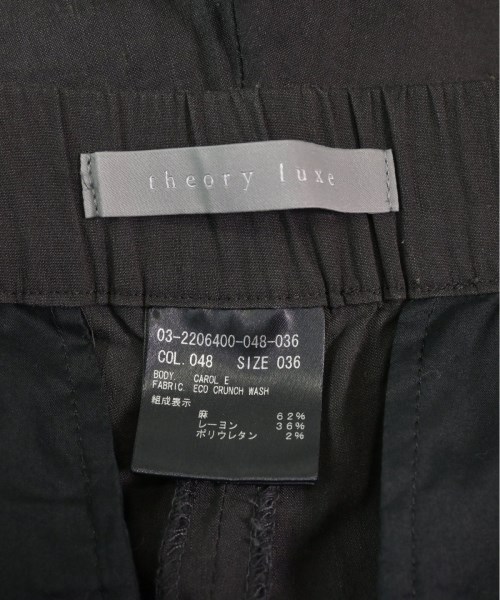 theory luxe
03-2206400-048-036
COL. 048 SIZE 036
BODY. CAROL E
FABRIC. ECO CRUNCH WASH
組成表示
麻 62%
レーヨン 36%
ポリウレタン 2%